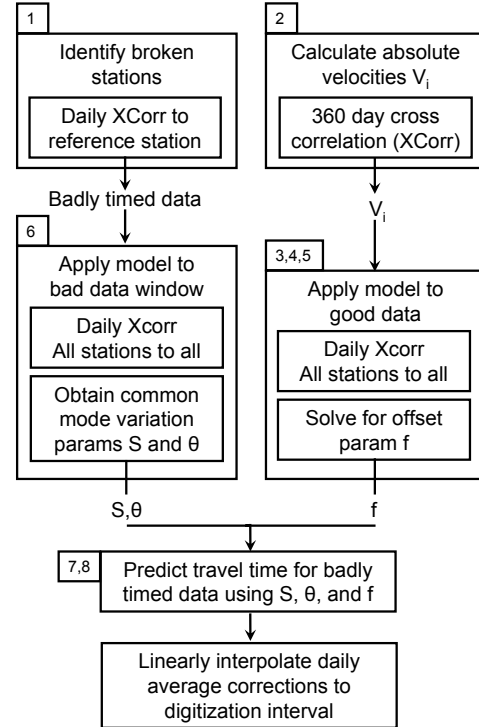 1
Identify broken
stations
Daily XCorr to
reference station
Badly timed data
2
Calculate absolute
velocities Vi
360 day cross
correlation (XCorr)
Vi
6
Apply model to
bad data window
Daily Xcorr
All stations to all
Obtain common
mode variation
params S and θ
S,θ
3,4,5
Apply model to
good data
Daily Xcorr
All stations to all
Solve for offset
param f
f
7,8
Predict travel time for badly
timed data using S, θ, and f
Linearly interpolate daily
average corrections to
digitization interval